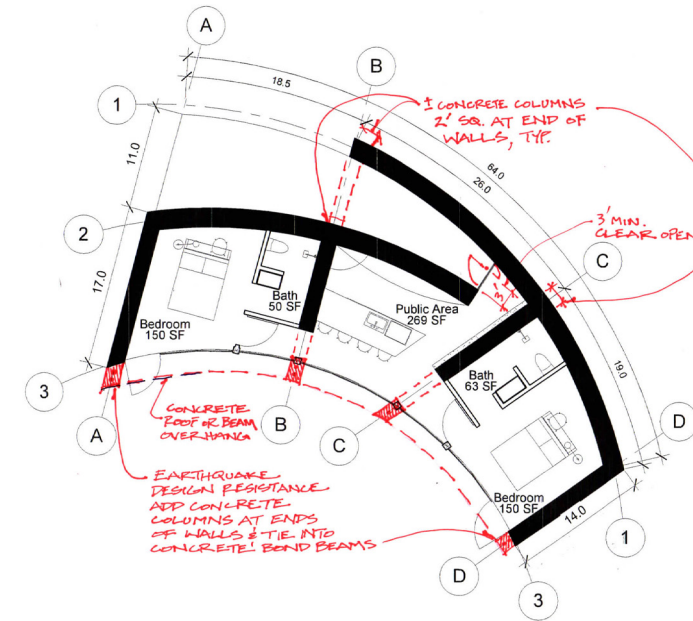 A
18.5
B
1
± CONCRETE COLUMNS
2' SQ. AT END OF
WALLS, TYP.
11.0
64.0
26.0
3' MIN.
CLEAR OPEN
2
C
3'
17.0
Bath
50 SF
Public Area
269 SF
Bedroom
150 SF
19.0
3
Bath
63 SF
A
CONCRETE
ROOF OR BEAM
OVERHANG
B
C
D
EARTHQUAKE
DESIGN RESISTANCE
ADD CONCRETE
COLUMNS AT ENDS
OF WALLS & TIE INTO
CONCRETE BOND BEAMS
Bedroom
150 SF
14.0
1
D
3